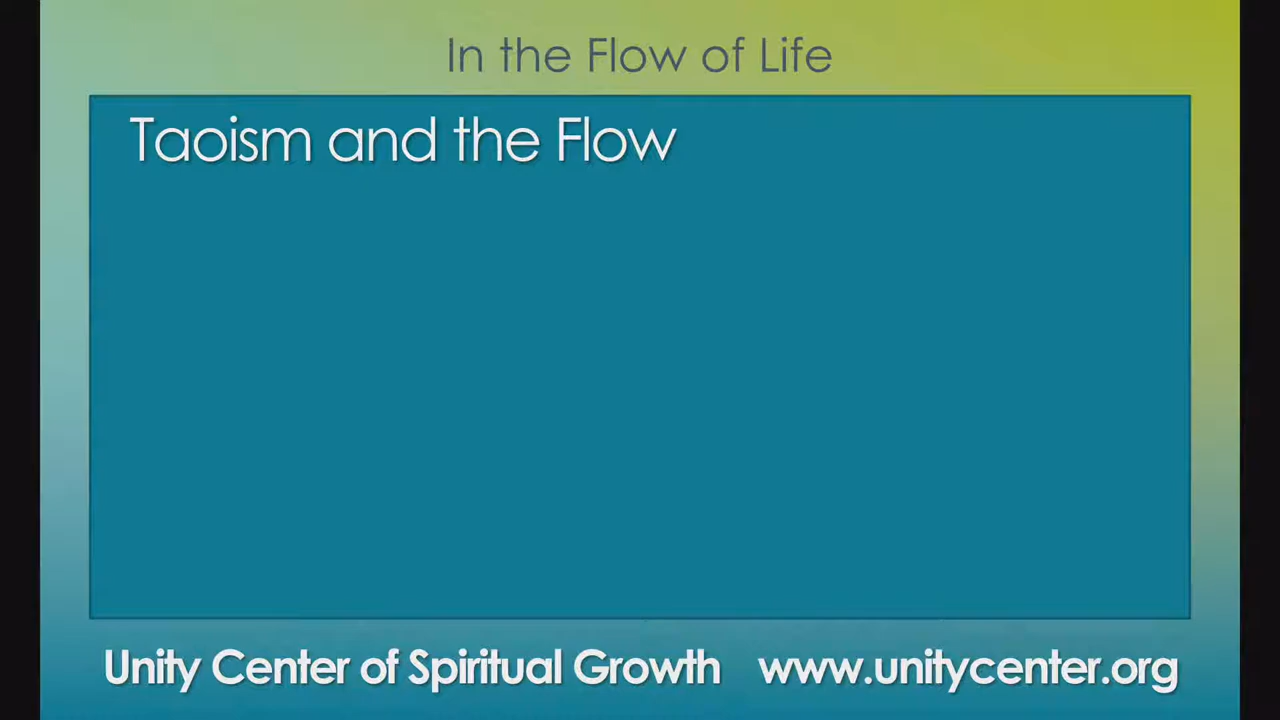 In the Flow of Life
Taoism and the Flow
Unity Center of Spiritual Growth www.unitycenter.org